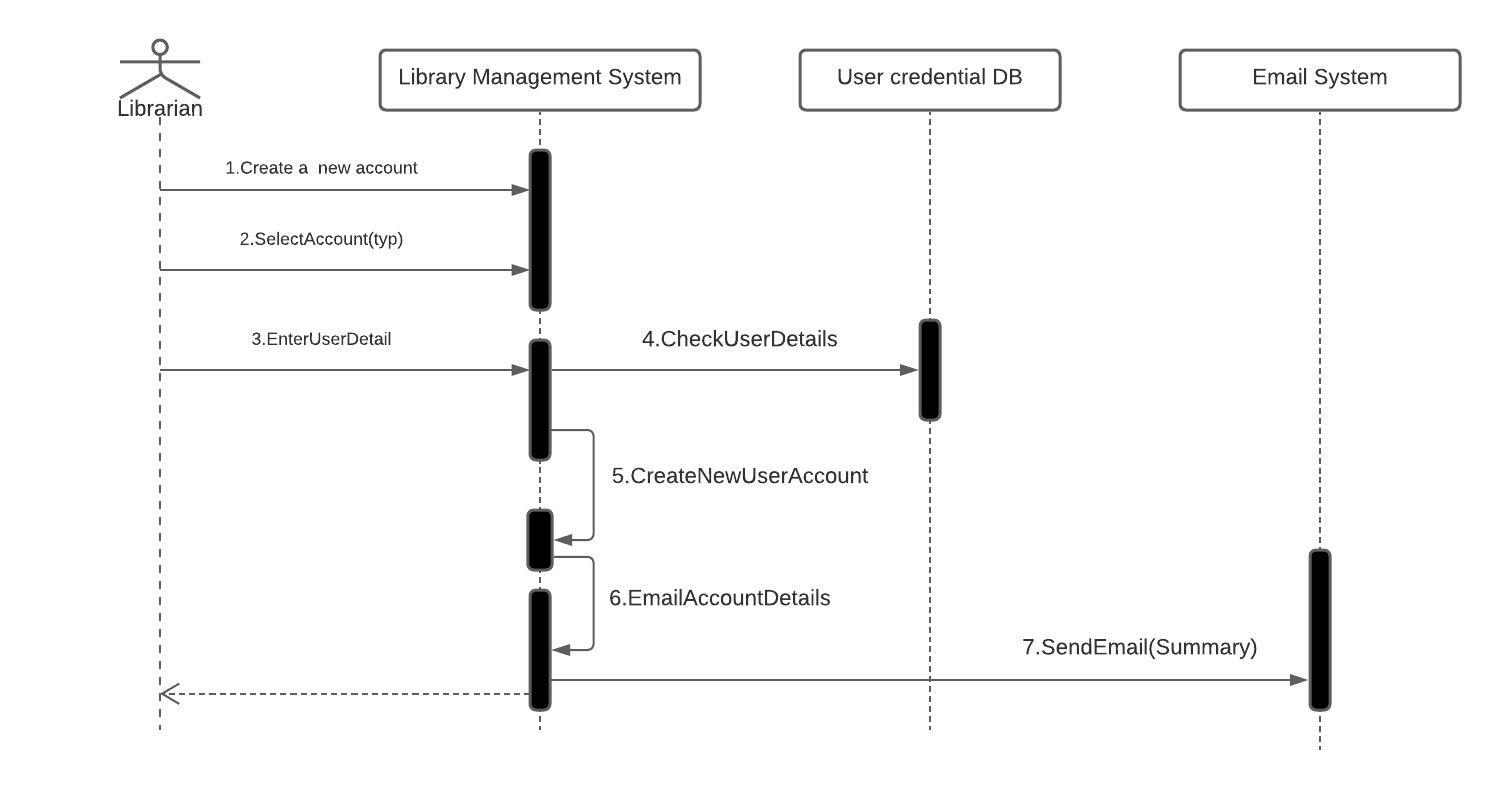 Librarian
Library Management System
User credential DB
Email System
1.Create a  new account
2.SelectAccount(typ)
3.EnterUserDetail
4.CheckUserDetails
5.CreateNewUserAccount
6.EmailAccountDetails
7.SendEmail(Summary)